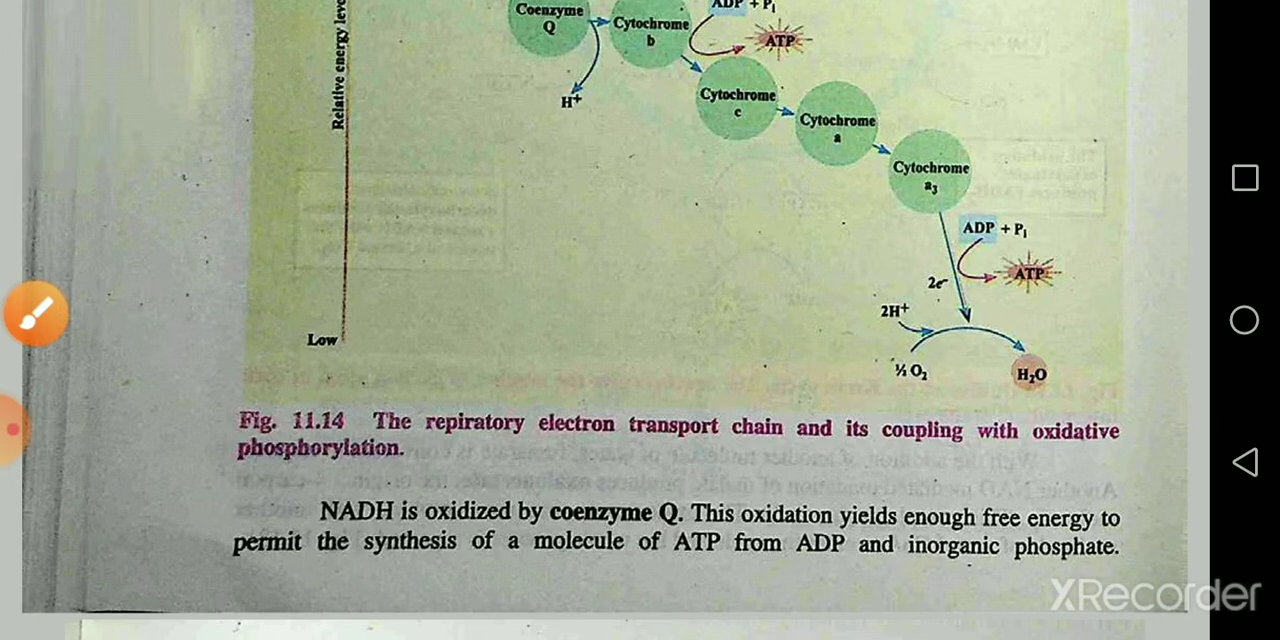 ADP + Pi
Coenzyme
Q
Cytochrome
b
ATP
Relative energy leve
H+
Cytochrome
c
Cytochrome
a
Cytochrome
a3
ADP + Pi
ATP
2e-
2H+
Low
½ O2
H2O
Fig. 11.14 The repiratory electron transport chain and its coupling with oxidative
phosphorylation.
NADH is oxidized by coenzyme Q. This oxidation yields enough free energy to
permit the synthesis of a molecule of ATP from ADP and inorganic phosphate.
XRecorder